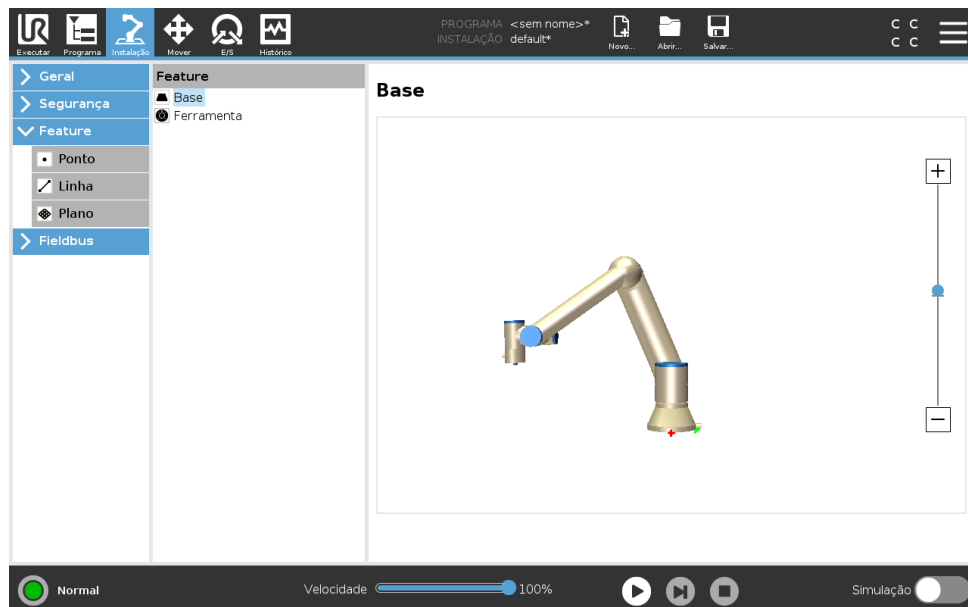 PROGRAMA <sem nome>*
INSTALAÇÃO default*
Executar Programa Instalação Mover E/S Histórico Novo... Abrir... Salvar...
C C
C C
Geral
Segurança
Feature
Ponto
Linha
Plano
Fieldbus
Feature
Base
Ferramenta
Base
+
−
Normal
Velocidade 100%
Simulação